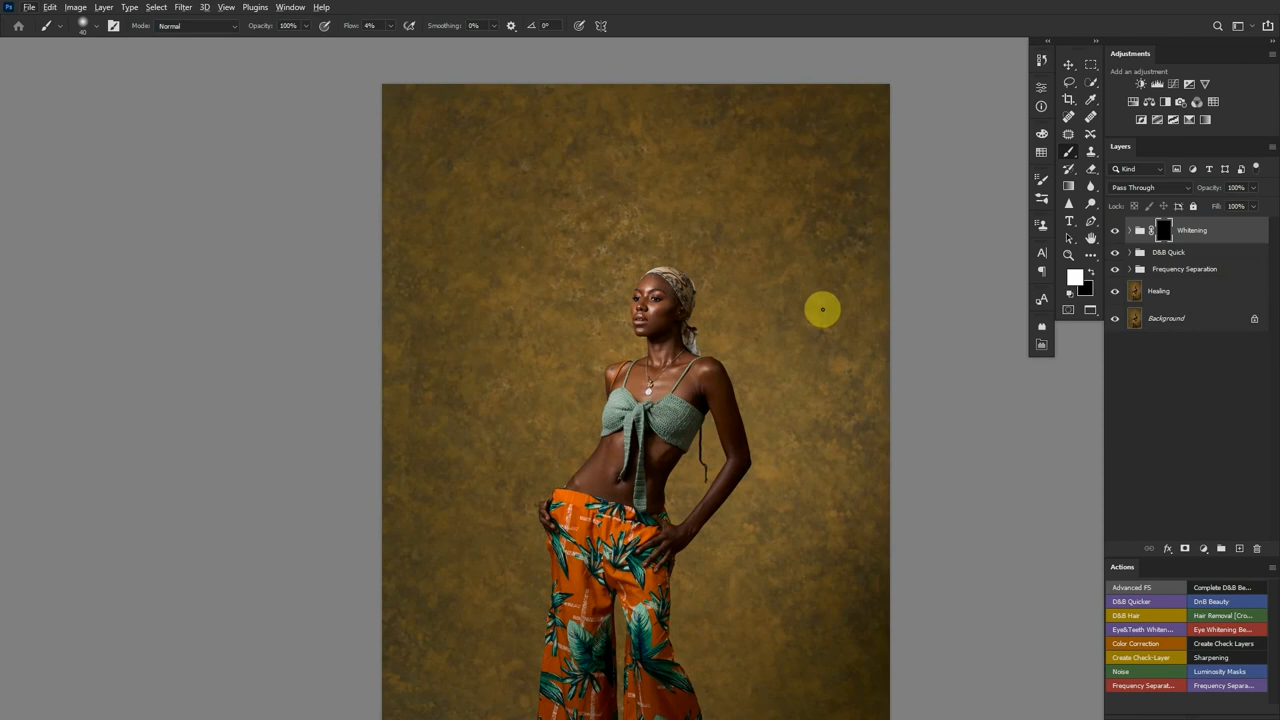 Ps File Edit Image Layer Type Select Filter 3D View Plugins Window Help
40 Mode: Normal Opacity: 100% Flow: 4% Smoothing: 0% 0°
Adjustments
Add an adjustment
Layers
Kind
Pass Through Opacity: 100%
Lock: Fill: 100%
Whitening
D&B Quick
Frequency Separation
Healing
Background
Actions
Advanced FS Complete D&B Be...
D&B Quicker DnB Beauty
D&B Hair Hair Removal [Cro...
Eye&Teeth Whiten... Eye Whitening Be...
Color Correction Create Check Layers
Create Check-Layer Sharpening
Noise Luminosity Masks
Frequency Separat... Frequency Separa...